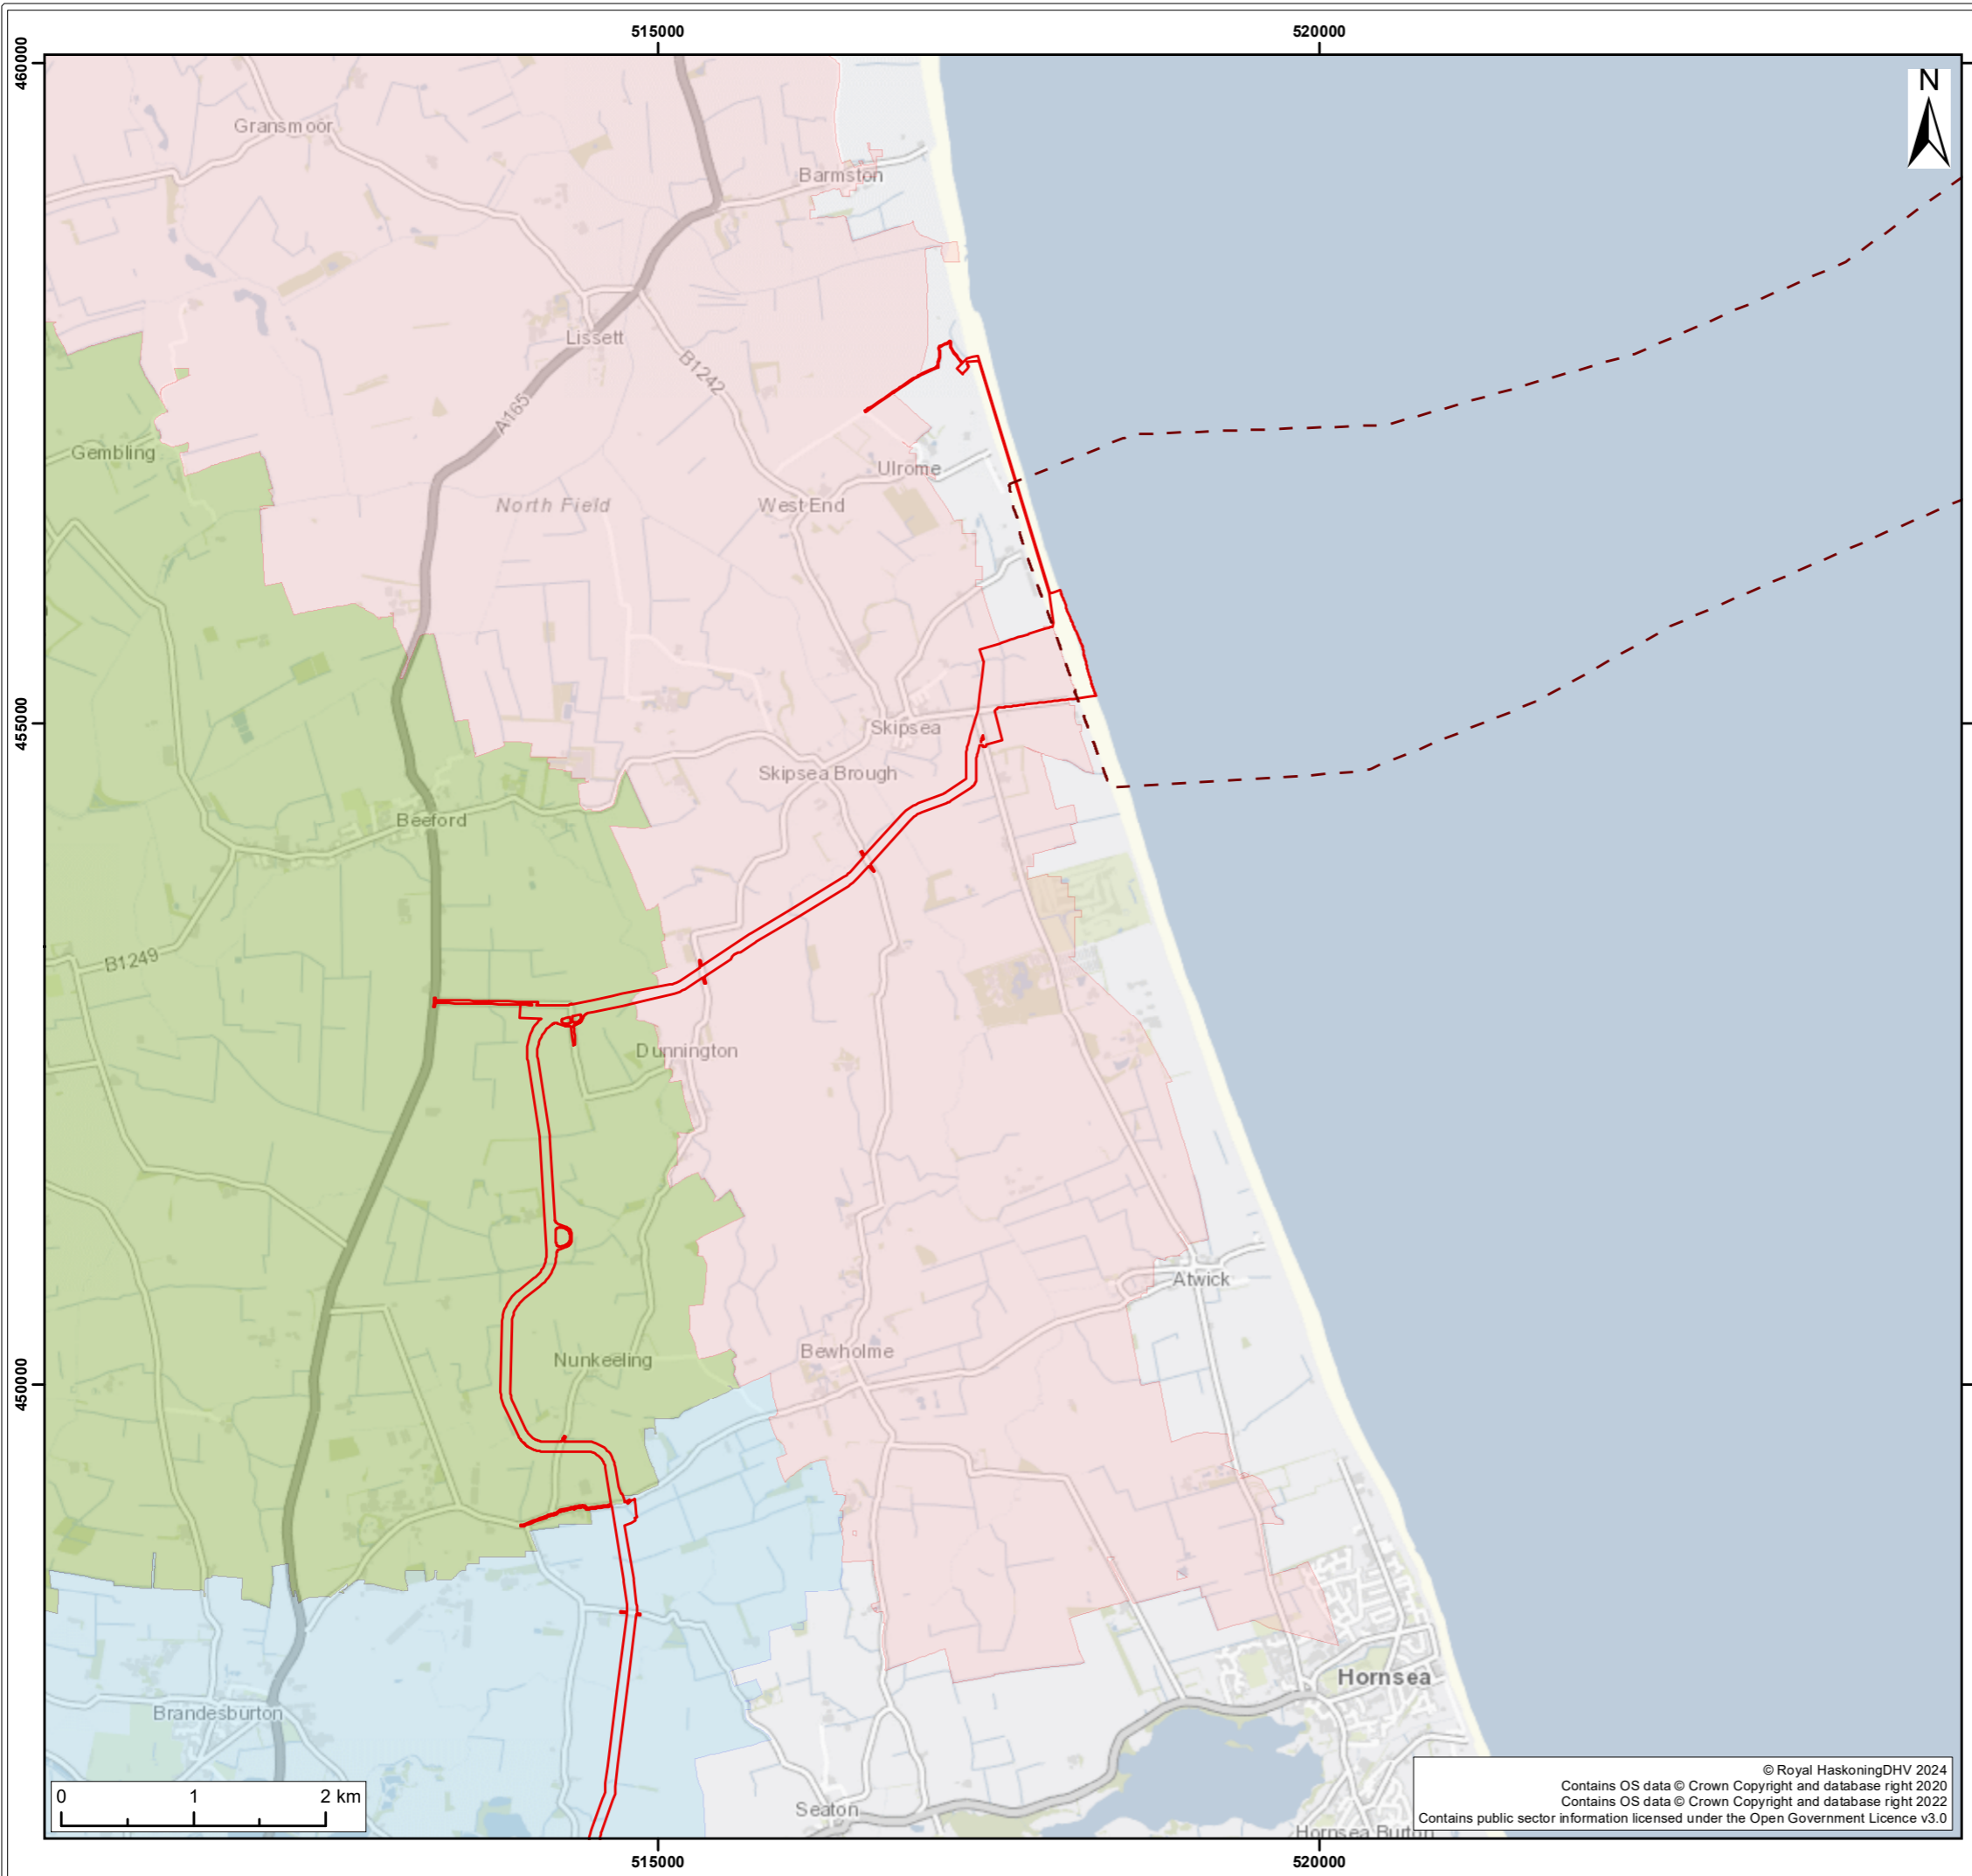 515000
520000
460000
N
Gransmoor
Barmston
Lissett
B1242
A165
Gembling
Ulrome
North Field
West End
455000
Skipsea
Skipsea Brough
Beeford
B1249
Dunnington
Atwick
450000
Bewholme
Nunkeeling
Hornsea
Brandesburton
Seaton
Hornsea Burton
0 1 2 km
© Royal HaskoningDHV 2024
Contains OS data © Crown Copyright and database right 2020
Contains OS data © Crown Copyright and database right 2022
Contains public sector information licensed under the Open Government Licence v3.0
515000
520000